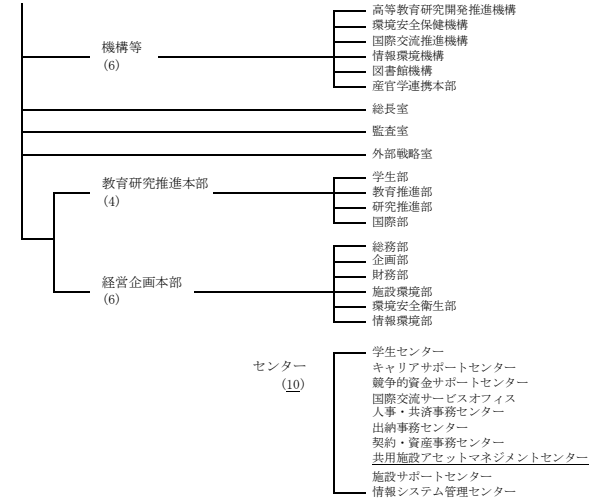 機構等
(6)
高等教育研究開発推進機構
環境安全保健機構
国際交流推進機構
情報環境機構
図書館機構
産官学連携本部
総長室
監査室
外部戦略室
教育研究推進本部
(4)
学生部
教育推進部
研究推進部
国際部
経営企画本部
(6)
総務部
企画部
財務部
施設環境部
環境安全衛生部
情報環境部
センター
(10)
学生センター
キャリアサポートセンター
競争的資金サポートセンター
国際交流サービスオフィス
人事・共済事務センター
出納事務センター
契約・資産事務センター
共用施設アセットマネジメントセンター
施設サポートセンター
情報システム管理センター